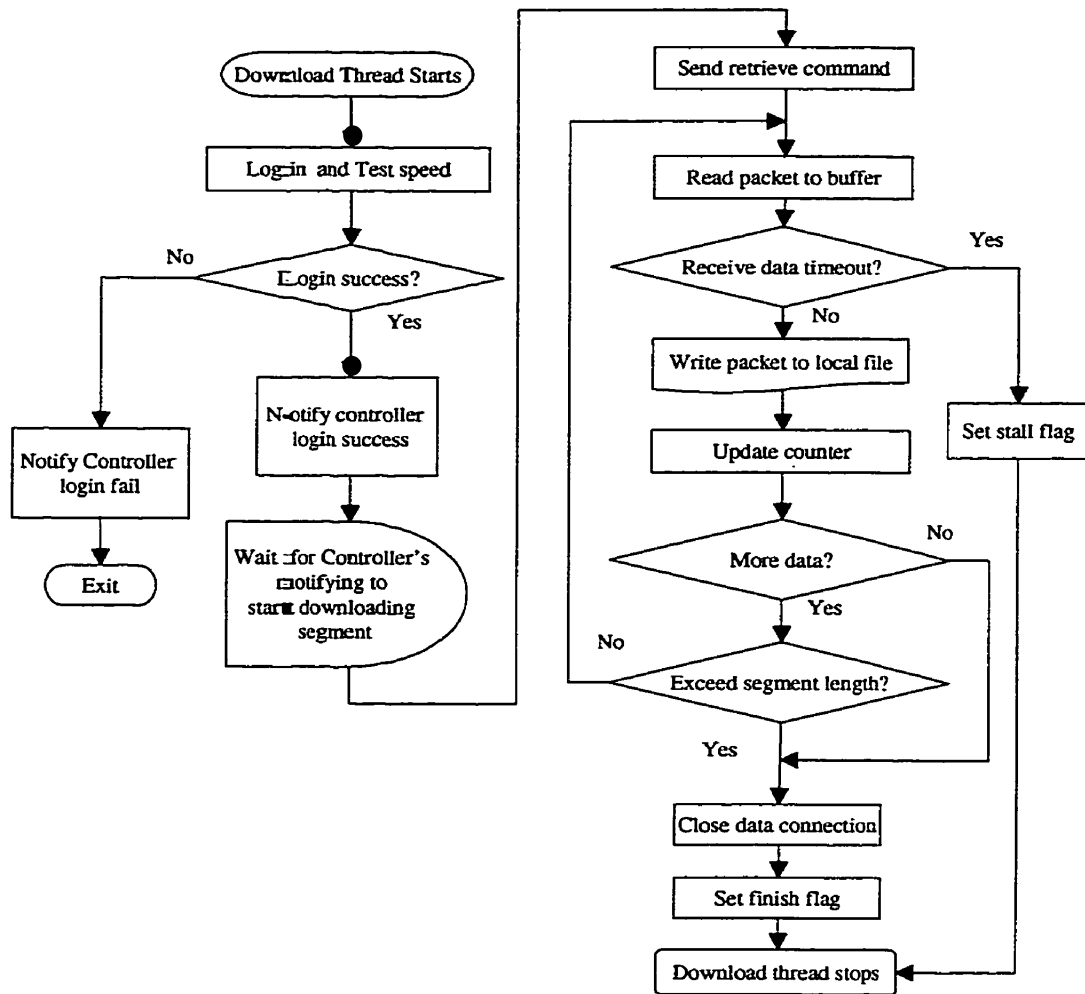 Download Thread Starts
Login and Test speed
No
Login success?
Yes
Notify controller
login success
Notify Controller
login fail
Exit
Wait for Controller's
notifying to
start downloading
segment
Send retrieve command
Read packet to buffer
Yes
Receive data timeout?
No
Write packet to local file
Set stall flag
Update counter
No
More data?
Yes
No
Exceed segment length?
Yes
Close data connection
Set finish flag
Download thread stops